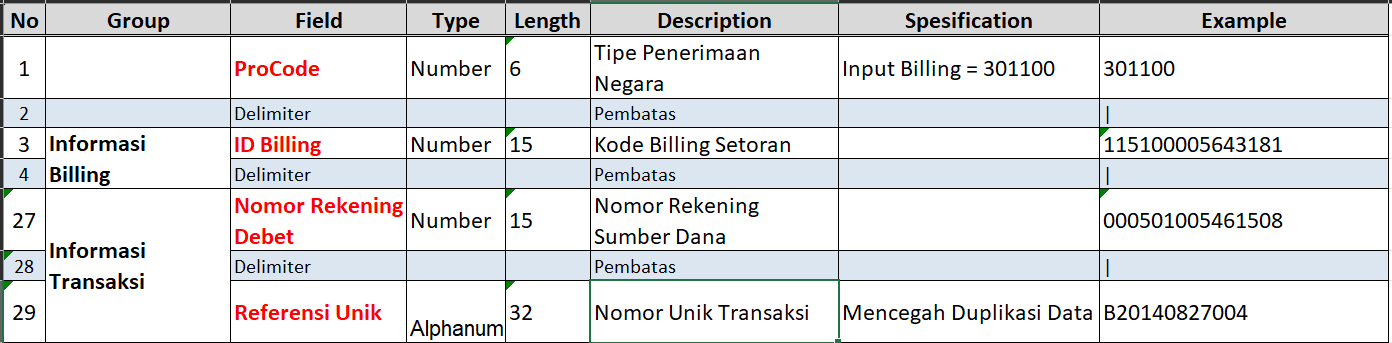 No Group Field Type Length Description Spesification Example
1 ProCode Number 6 Tipe Penerimaan Negara Input Billing = 301100 301100
2 Delimiter Pembatas |
3 Informasi Billing ID Billing Number 15 Kode Billing Setoran 115100005643181
4 Delimiter Pembatas |
27 Informasi Transaksi Nomor Rekening Debet Number 15 Nomor Rekening Sumber Dana 000501005461508
28 Delimiter Pembatas |
29 Referensi Unik Alphanum 32 Nomor Unik Transaksi Mencegah Duplikasi Data B20140827004